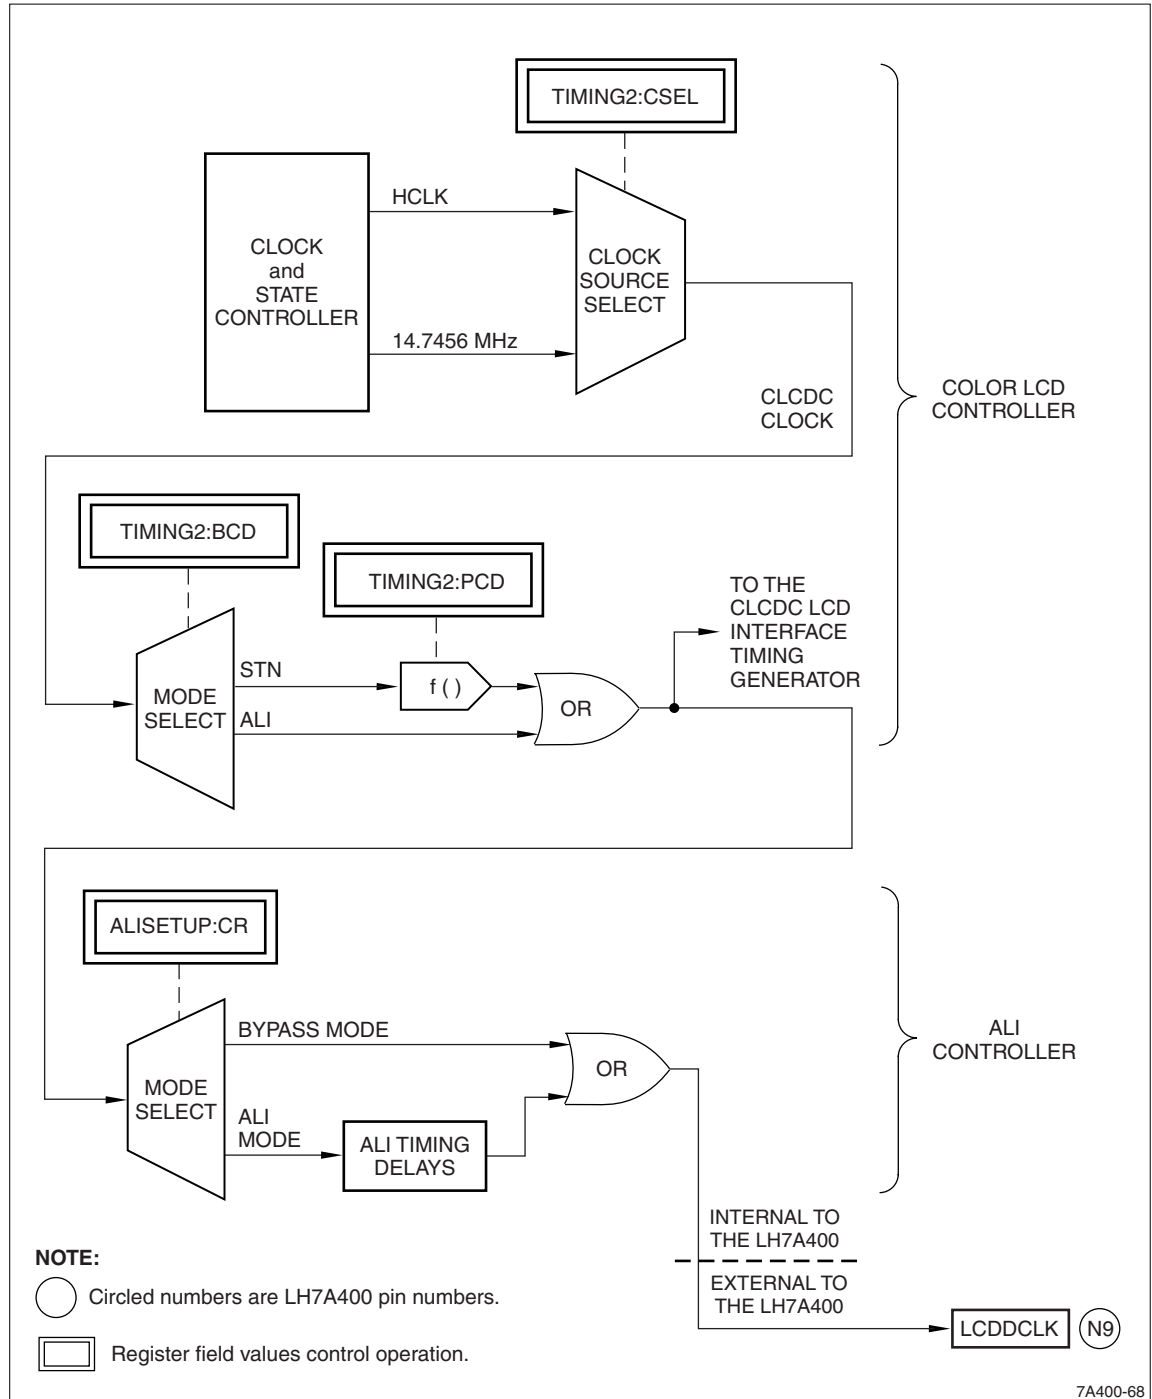 TIMING2:CSEL
HCLK
CLOCK
and
STATE
CONTROLLER
CLOCK
SOURCE
SELECT
14.7456 MHz
CLCDC
CLOCK
COLOR LCD
CONTROLLER
TIMING2:BCD
TIMING2:PCD
TO THE
CLCDC LCD
INTERFACE
TIMING
GENERATOR
STN
f ( )
MODE
SELECT
ALI
OR
ALISETUP:CR
BYPASS MODE
OR
ALI
CONTROLLER
MODE
SELECT
ALI
MODE
ALI TIMING
DELAYS
INTERNAL TO
THE LH7A400
EXTERNAL TO
THE LH7A400
NOTE:
Circled numbers are LH7A400 pin numbers.
LCDDCLK
N9
Register field values control operation.
7A400-68